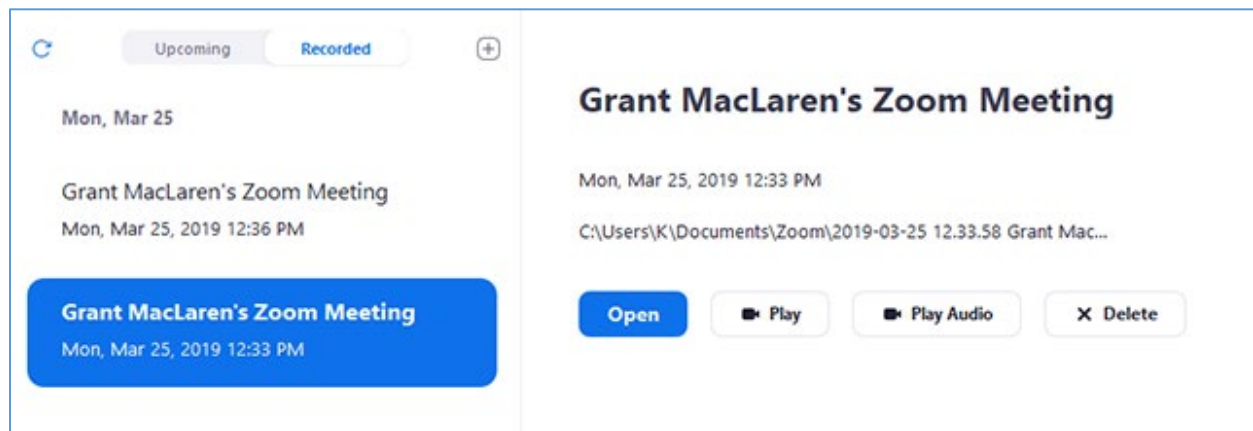 Upcoming Recorded
Mon, Mar 25
Grant MacLaren's Zoom Meeting
Mon, Mar 25, 2019 12:36 PM
Grant MacLaren's Zoom Meeting
Mon, Mar 25, 2019 12:33 PM
Grant MacLaren's Zoom Meeting
Mon, Mar 25, 2019 12:33 PM
C:\Users\K\Documents\Zoom\2019-03-25 12.33.58 Grant Mac...
Open Play Play Audio Delete